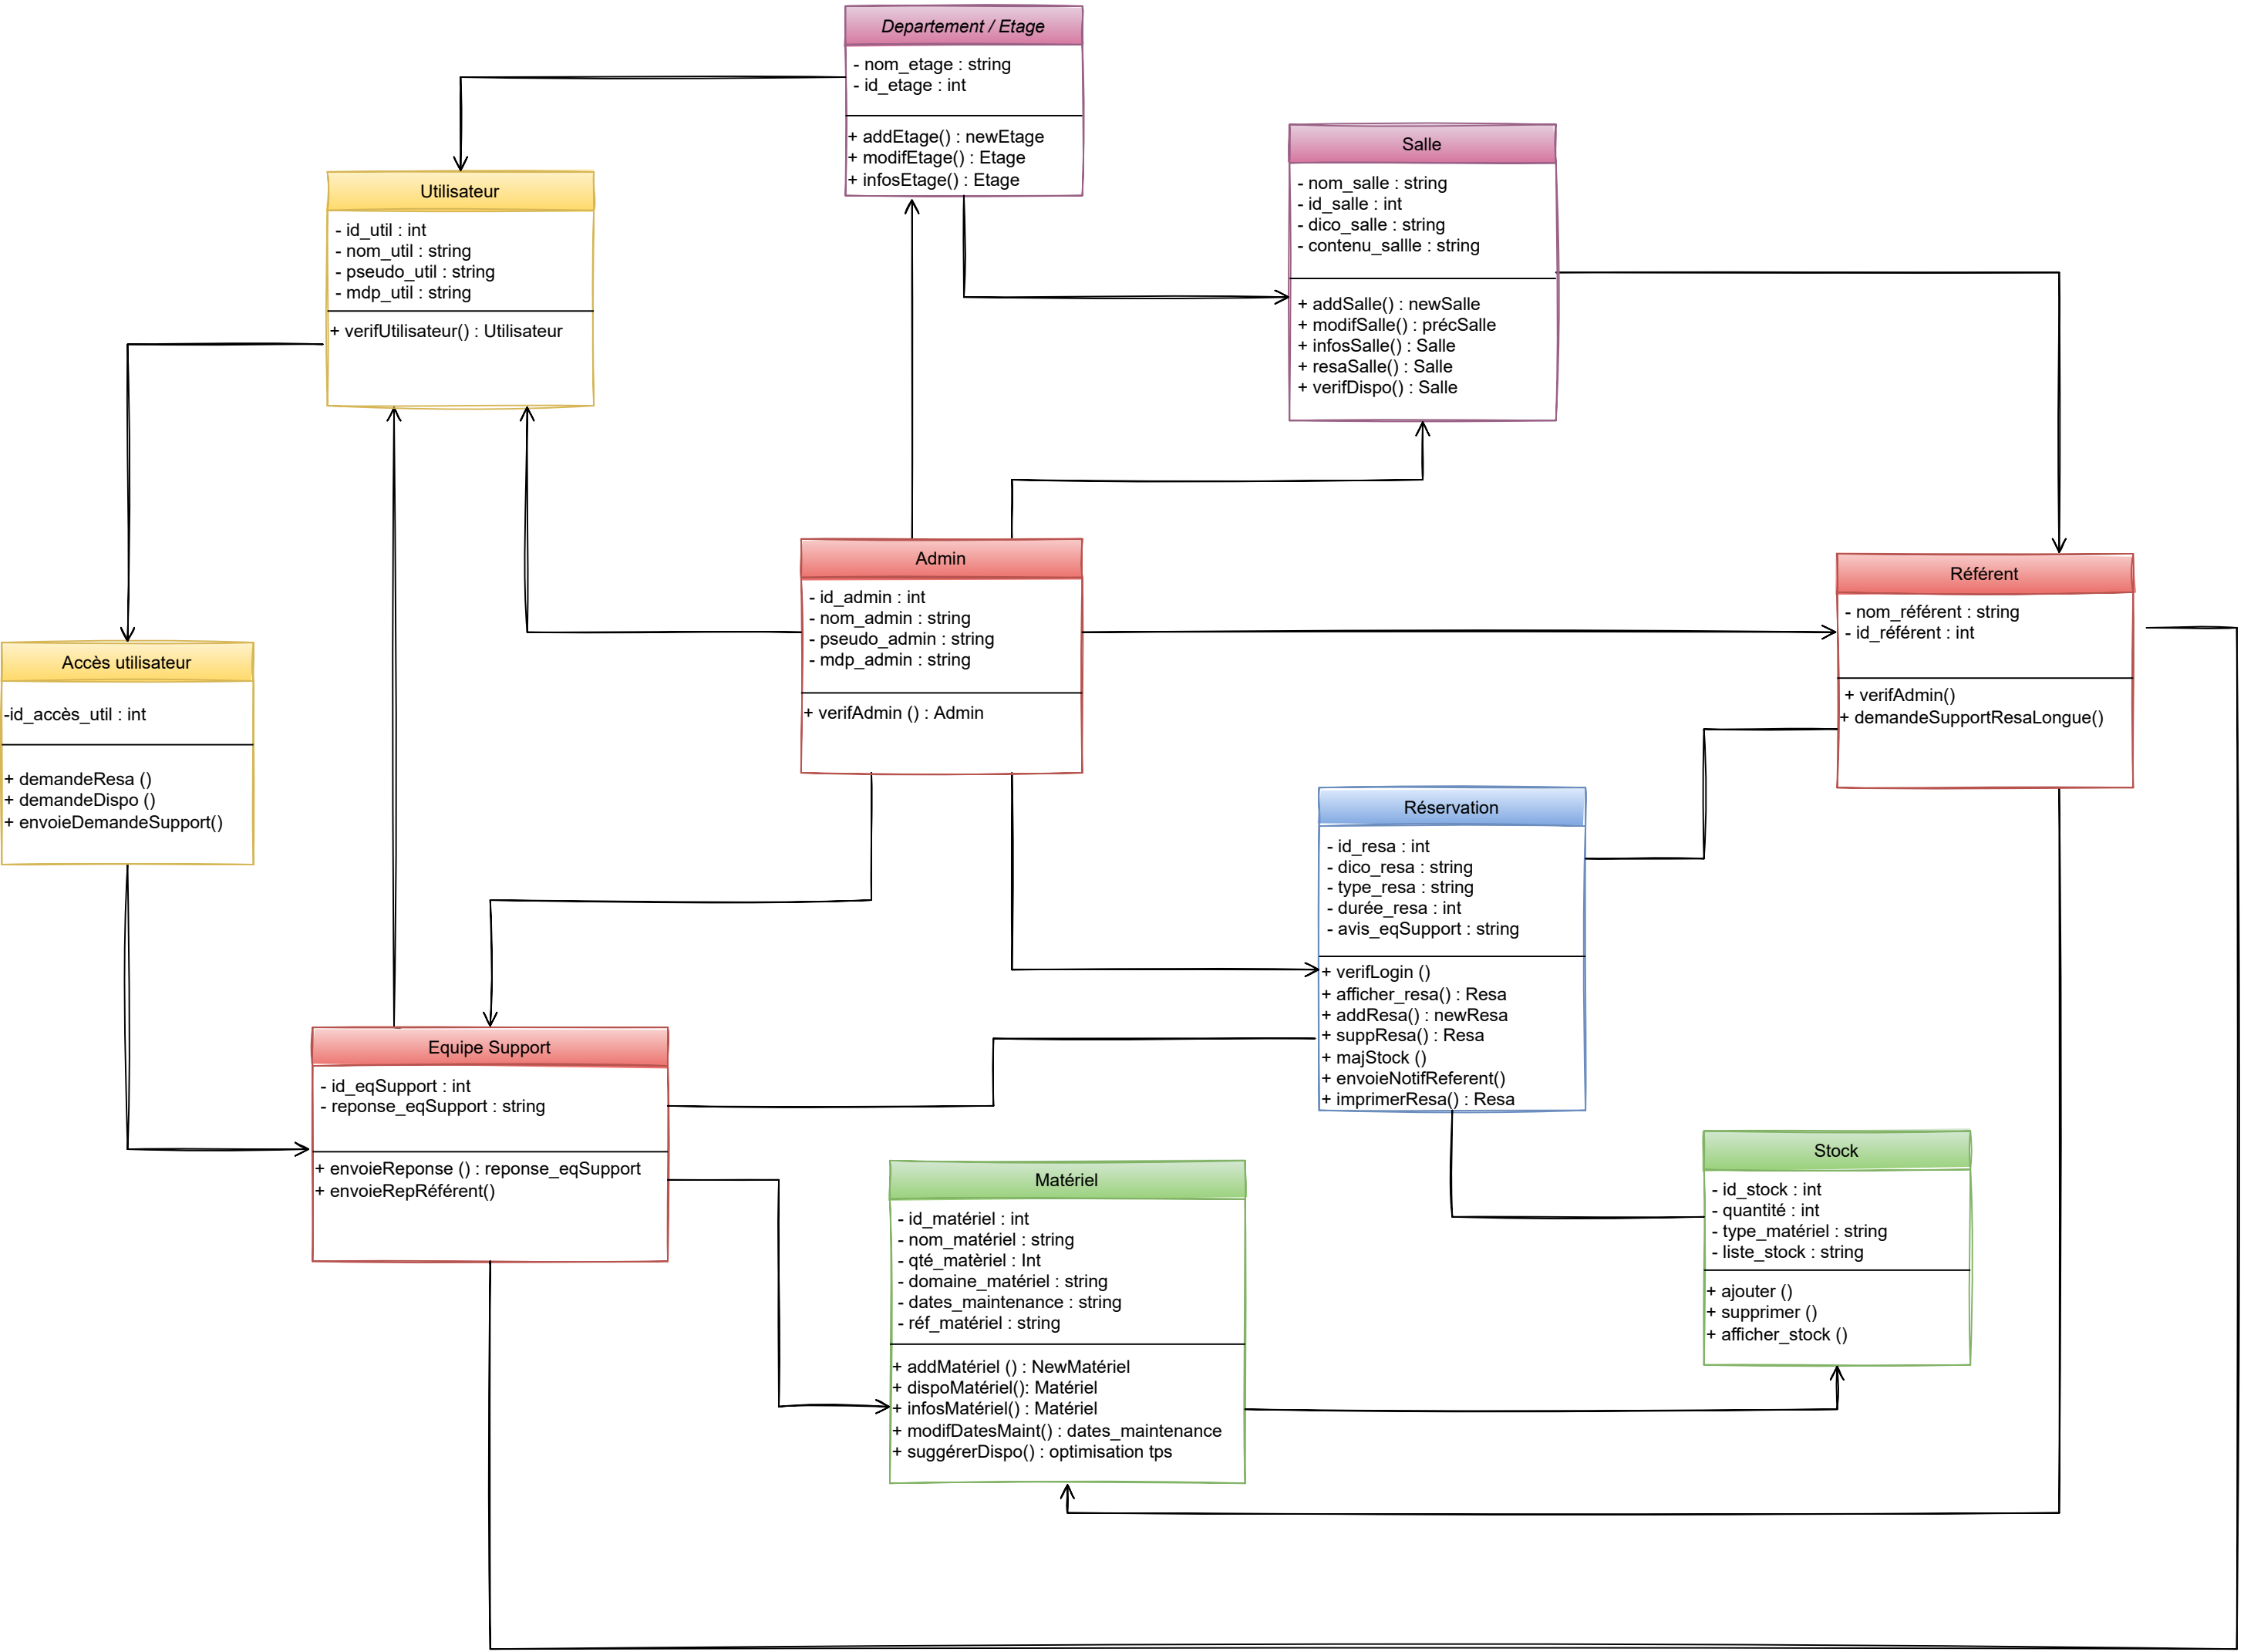 Departement / Etage
- nom_etage : string
- id_etage : int
+ addEtage() : newEtage
+ modifEtage() : Etage
+ infosEtage() : Etage
Salle
- nom_salle : string
- id_salle : int
- dico_salle : string
- contenu_sallle : string
+ addSalle() : newSalle
+ modifSalle() : précSalle
+ infosSalle() : Salle
+ resaSalle() : Salle
+ verifDispo() : Salle
Utilisateur
- id_util : int
- nom_util : string
- pseudo_util : string
- mdp_util : string
+ verifUtilisateur() : Utilisateur
Admin
- id_admin : int
- nom_admin : string
- pseudo_admin : string
- mdp_admin : string
+ verifAdmin () : Admin
Référent
- nom_référent : string
- id_référent : int
+ verifAdmin()
+ demandeSupportResaLongue()
Accès utilisateur
-id_accès_util : int
+ demandeResa ()
+ demandeDispo ()
+ envoieDemandeSupport()
Réservation
- id_resa : int
- dico_resa : string
- type_resa : string
- durée_resa : int
- avis_eqSupport : string
+ verifLogin ()
+ afficher_resa() : Resa
+ addResa() : newResa
+ suppResa() : Resa
+ majStock ()
+ envoieNotifReferent()
+ imprimerResa() : Resa
Equipe Support
- id_eqSupport : int
- reponse_eqSupport : string
+ envoieReponse () : reponse_eqSupport
+ envoieRepRéférent()
Matériel
- id_matériel : int
- nom_matériel : string
- qté_matèriel : Int
- domaine_matériel : string
- dates_maintenance : string
- réf_matériel : string
+ addMatériel () : NewMatériel
+ dispoMatériel(): Matériel
+ infosMatériel() : Matériel
+ modifDatesMaint() : dates_maintenance
+ suggérerDispo() : optimisation tps
Stock
- id_stock : int
- quantité : int
- type_matériel : string
- liste_stock : string
+ ajouter ()
+ supprimer ()
+ afficher_stock ()